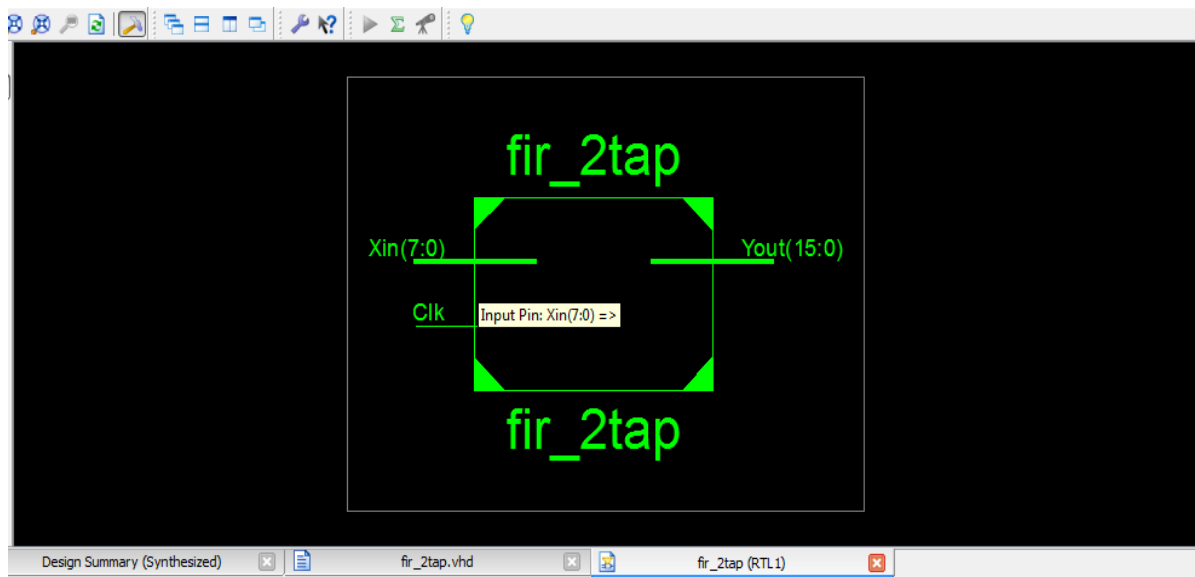 fir_2tap
Xin(7:0)
Yout(15:0)
Clk
Input Pin: Xin(7:0) =>
fir_2tap
Design Summary (Synthesized)
fir_2tap.vhd
fir_2tap (RTL1)